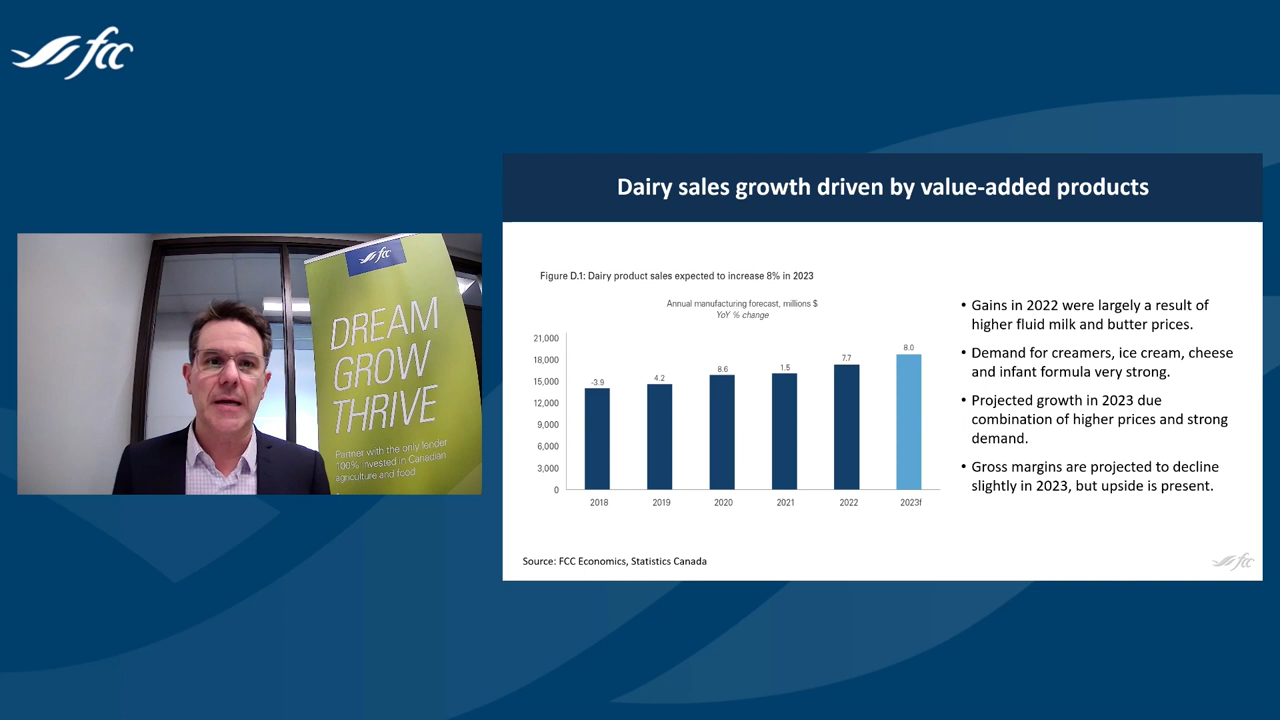 fcc
fcc
DREAM
GROW
THRIVE
Partner with the only lender
100% invested in Canadian
agriculture and food
Dairy sales growth driven by value-added products
Figure D.1: Dairy product sales expected to increase 8% in 2023
Annual manufacturing forecast, millions $
YoY % change
21,000
18,000
15,000
12,000
9,000
6,000
3,000
0
-3.9
4.2
8.6
1.5
7.7
8.0
2018
2019
2020
2021
2022
2023f
• Gains in 2022 were largely a result of
higher fluid milk and butter prices.
• Demand for creamers, ice cream, cheese
and infant formula very strong.
• Projected growth in 2023 due
combination of higher prices and strong
demand.
• Gross margins are projected to decline
slightly in 2023, but upside is present.
Source: FCC Economics, Statistics Canada
fcc